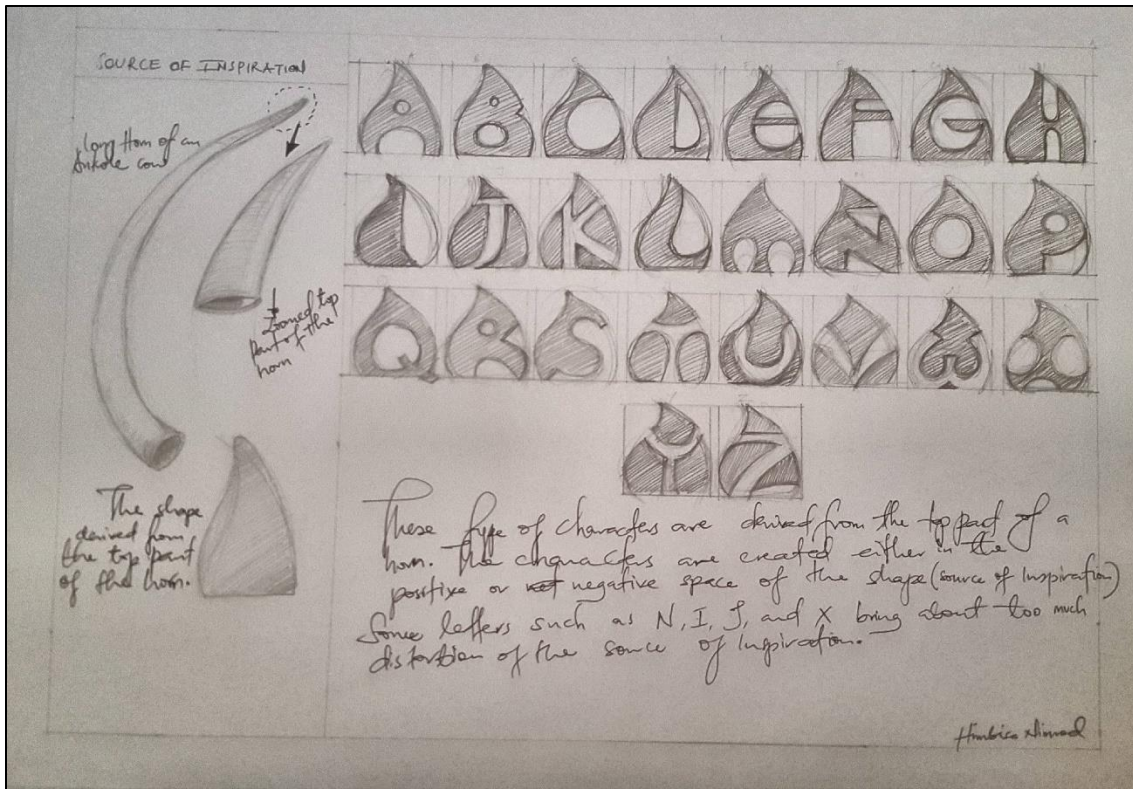 SOURCE OF INSPIRATION
long Horn of an
Ankole cow
Zoomed top
part of the
horn
The shape
derived from
the top part
of the horn.
A B C D E F G H
I J K L M N O P
Q R S T U V W X
Y Z
These type of characters are derived from the top part of a
horn. The characters are created either in the
positive or negative space of the shape (source of Inspiration)
Some letters such as N, I, J, and X bring about too much
distortion of the source of Inspiration.